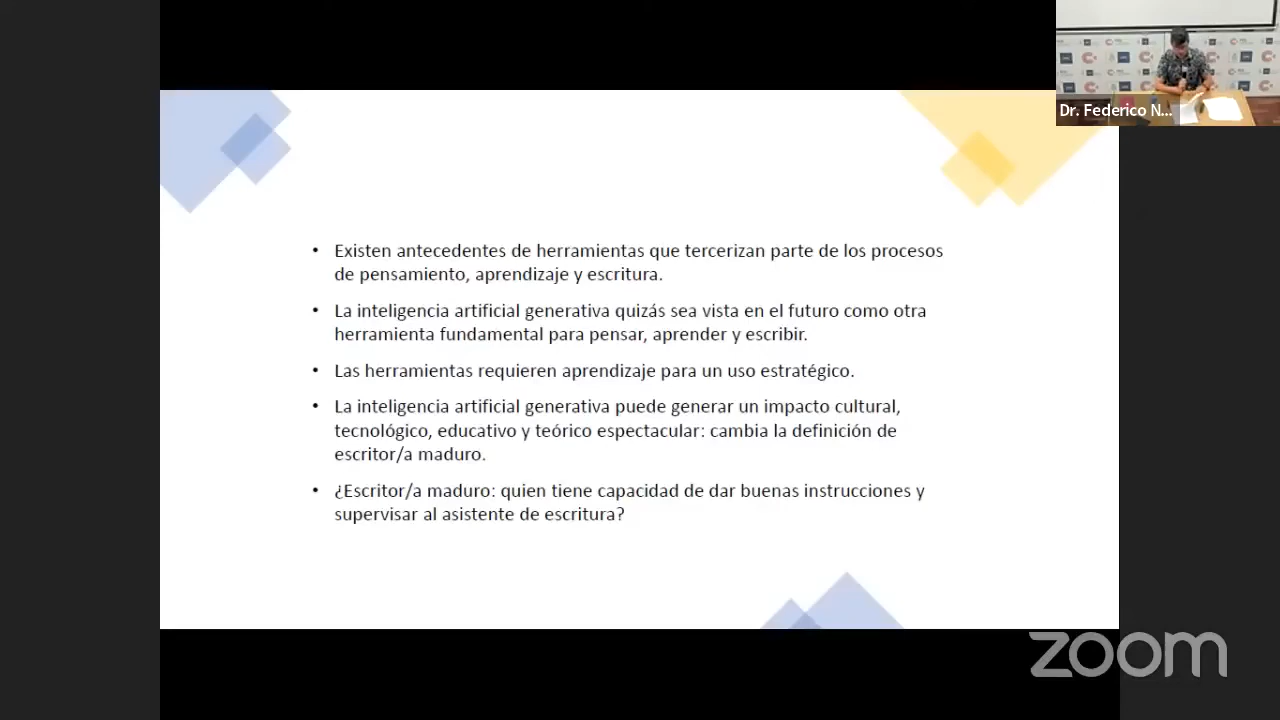 Dr. Federico N...
• Existen antecedentes de herramientas que tercerizan parte de los procesos
de pensamiento, aprendizaje y escritura.
• La inteligencia artificial generativa quizás sea vista en el futuro como otra
herramienta fundamental para pensar, aprender y escribir.
• Las herramientas requieren aprendizaje para un uso estratégico.
• La inteligencia artificial generativa puede generar un impacto cultural,
tecnológico, educativo y teórico espectacular: cambia la definición de
escritor/a maduro.
• ¿Escritor/a maduro: quien tiene capacidad de dar buenas instrucciones y
supervisar al asistente de escritura?
zoom